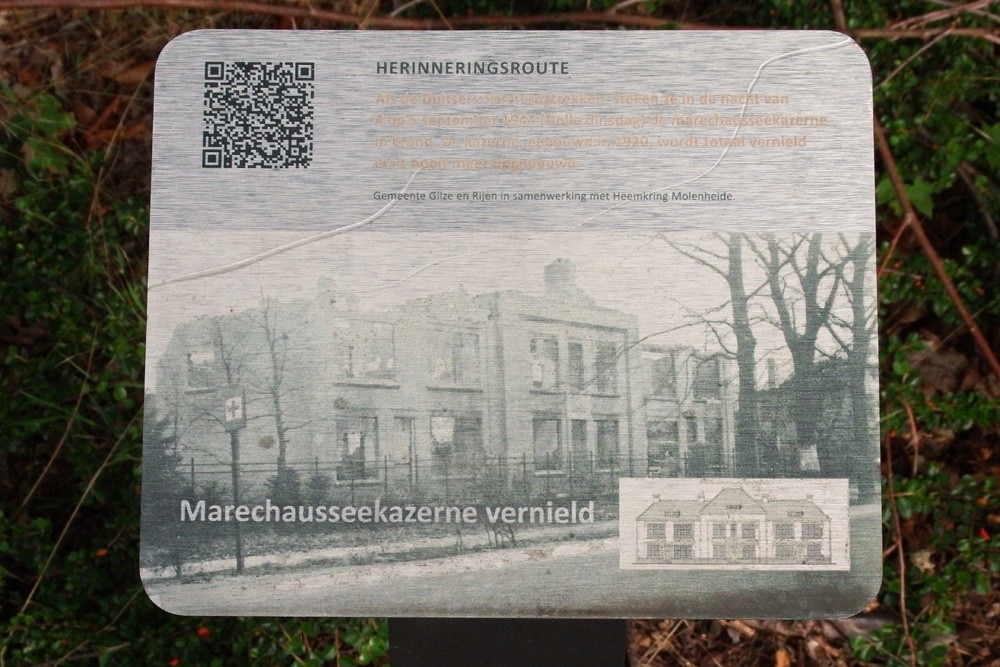 HERINNERINGSROUTE
Als de Duitsers zich terugtrekken, steken ze in de nacht van
4 op 5 september 1944 (Dolle dinsdag) de marechausseekazerne
in brand. De kazerne, gebouwd in 1920, wordt totaal vernield
en is nooit meer opgebouwd.
Gemeente Gilze en Rijen in samenwerking met Heemkring Molenheide.
Marechausseekazerne vernield